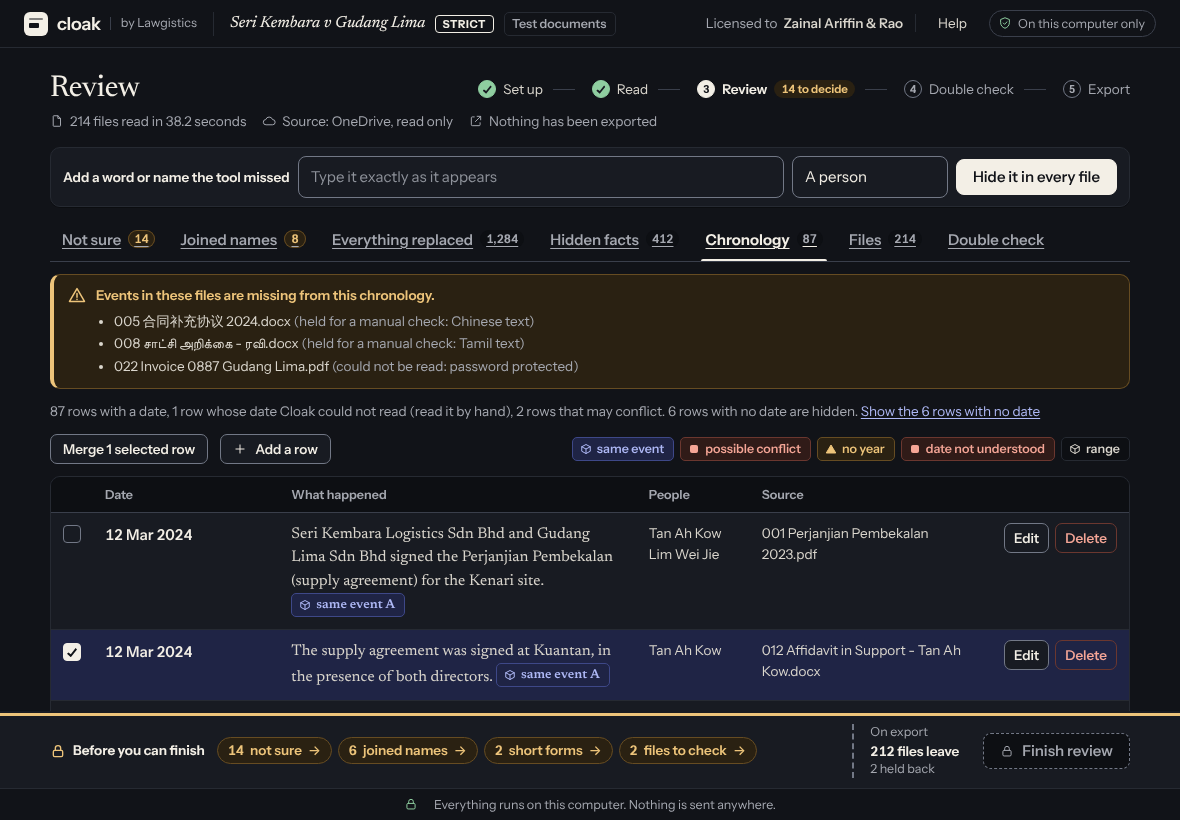 cloak by Lawgistics Seri Kembara v Gudang Lima STRICT Test documents Licensed to Zainal Ariffin & Rao Help On this computer only
Review
Set up Read 3 Review 14 to decide 4 Double check 5 Export
214 files read in 38.2 seconds Source: OneDrive, read only Nothing has been exported
Add a word or name the tool missed Type it exactly as it appears A person Hide it in every file
Not sure 14 Joined names 8 Everything replaced 1,284 Hidden facts 412 Chronology 87 Files 214 Double check
Events in these files are missing from this chronology.
• 005 合同补充协议 2024.docx (held for a manual check: Chinese text)
• 008 சாட்சி அறிக்கை - ரவி.docx (held for a manual check: Tamil text)
• 022 Invoice 0887 Gudang Lima.pdf (could not be read: password protected)
87 rows with a date, 1 row whose date Cloak could not read (read it by hand), 2 rows that may conflict. 6 rows with no date are hidden. Show the 6 rows with no date
Merge 1 selected row + Add a row same event possible conflict no year date not understood range
Date What happened People Source
12 Mar 2024 Seri Kembara Logistics Sdn Bhd and Gudang Tan Ah Kow 001 Perjanjian Pembekalan Edit Delete
Lima Sdn Bhd signed the Perjanjian Pembekalan Lim Wei Jie 2023.pdf
(supply agreement) for the Kenari site.
same event A
12 Mar 2024 The supply agreement was signed at Kuantan, in Tan Ah Kow 012 Affidavit in Support - Tan Ah Edit Delete
the presence of both directors. same event A Kow.docx
Before you can finish 14 not sure → 6 joined names → 2 short forms → 2 files to check → On export
212 files leave Finish review
2 held back
Everything runs on this computer. Nothing is sent anywhere.